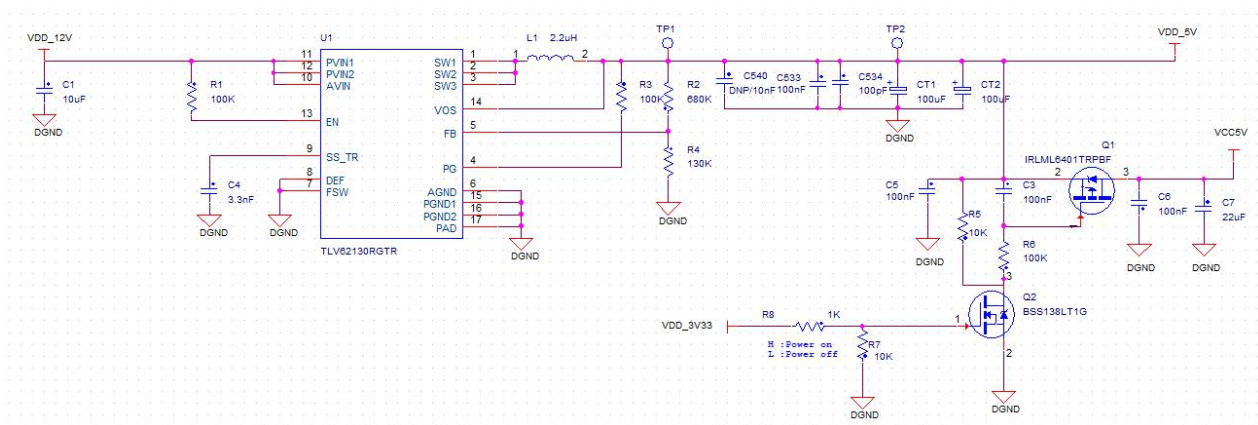 VDD_12V
C1
10uF
DGND
R1
100K
U1
11
12
10
13
9
8
7
PVIN1
PVIN2
AVIN
EN
SS_TR
DEF
FSW
SW1
SW2
SW3
VOS
FB
PG
AGND
PGND1
PGND2
PAD
1
2
3
14
5
4
6
15
16
17
TLV62130RGTR
C4
3.3nF
DGND
DGND
DGND
L1 2.2uH
1
2
TP1
R3
100K
R2
680K
R4
130K
DGND
C540
DNP/10nF
C533
100nF
C534
100pF
TP2
CT1
100uF
CT2
100uF
DGND
VDD_5V
C5
100nF
DGND
R5
10K
C3
100nF
R6
100K
Q1
IRLML6401TRPBF
2
3
1
VCC5V
C6
100nF
DGND
C7
22uF
DGND
3
Q2
BSS138LT1G
1
2
DGND
VDD_3V33
R8 1K
H :Power on
L :Power off
R7
10K
DGND